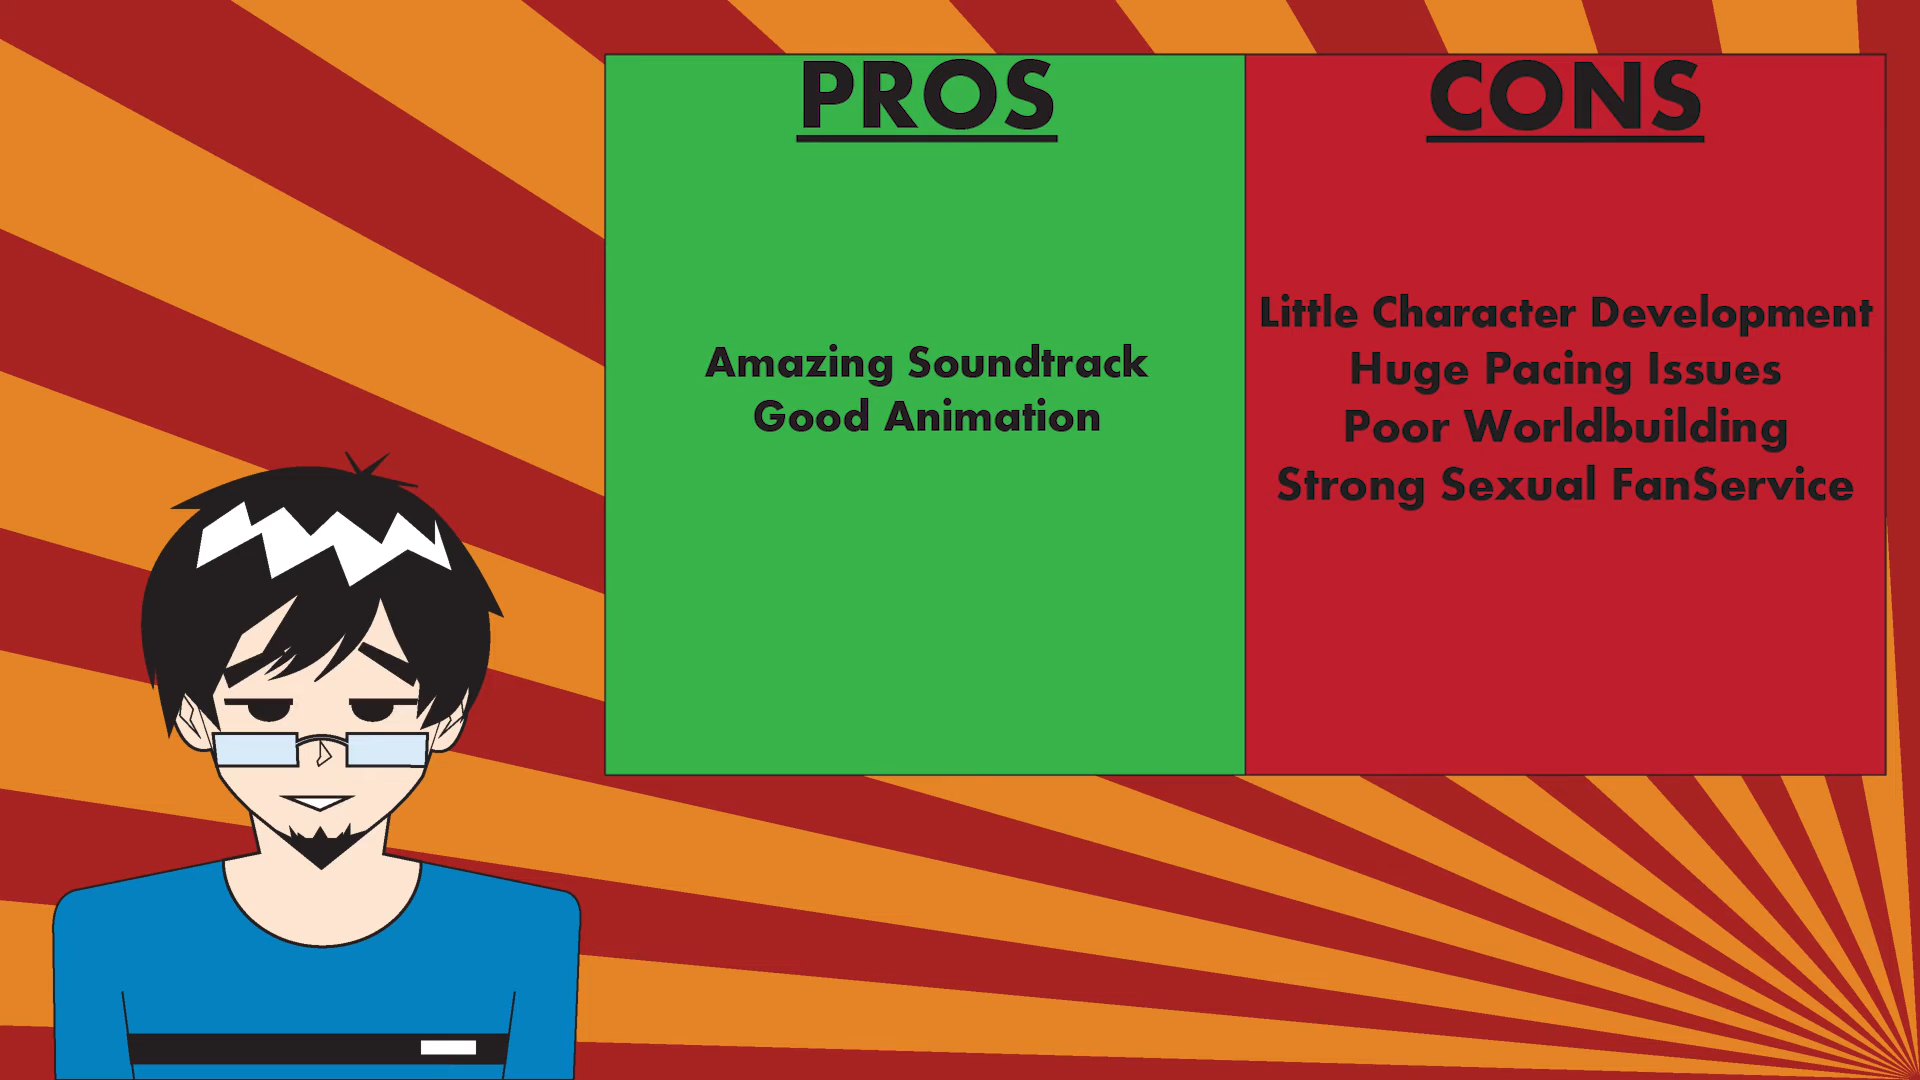 PROS
Amazing Soundtrack
Good Animation
CONS
Little Character Development
Huge Pacing Issues
Poor Worldbuilding
Strong Sexual FanService